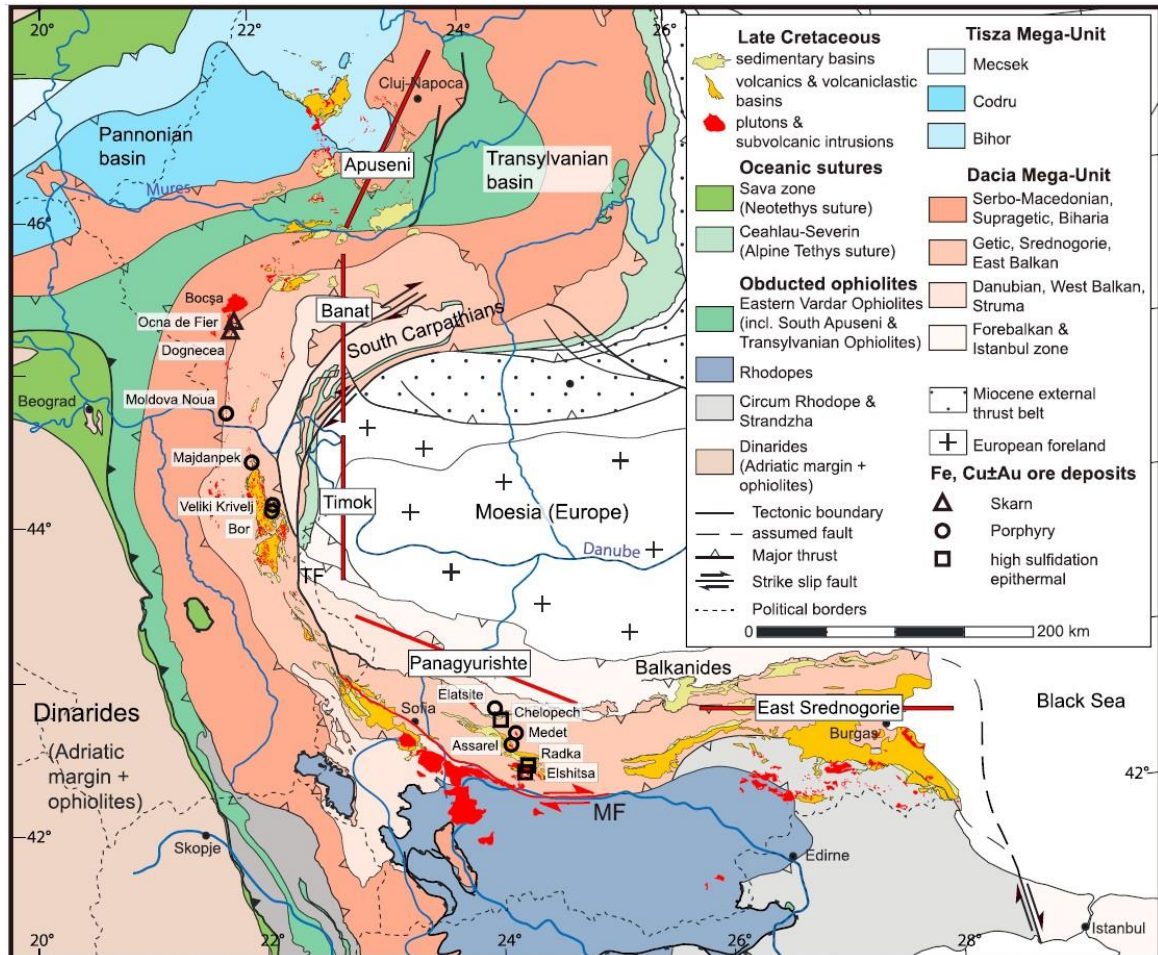 20°
22°
24°
26°
Cluj-Napoca
Pannonian
basin
Apuseni
Transylvanian
basin
Mures
46°
Bocşa
Ocna de Fier
Dognecea
Banat
South Carpathians
Beograd
Moldova Noua
Majdanpek
Veliki Krivelj
Bor
Timok
Moesia (Europe)
44°
Danube
TF
Panagyurishte
Balkanides
Elatsite
Sofia
Chelopech
Medet
Assarel
Radka
Elshitsa
East Srednogorie
Burgas
Black Sea
Dinarides
(Adriatic
margin +
ophiolites)
42°
MF
42°
Skopje
Edirne
Istanbul
20°
22°
24°
26°
28°
Late Cretaceous
sedimentary basins
volcanics & volcaniclastic
basins
plutons &
subvolcanic intrusions
Oceanic sutures
Sava zone
(Neotethys suture)
Ceahlau-Severin
(Alpine Tethys suture)
Obducted ophiolites
Eastern Vardar Ophiolites
(incl. South Apuseni &
Transylvanian Ophiolites)
Rhodopes
Circum Rhodope &
Strandzha
Dinarides
(Adriatic margin +
ophiolites)
Tectonic boundary
assumed fault
Major thrust
Strike slip fault
Political borders
Tisza Mega-Unit
Mecsek
Codru
Bihor
Dacia Mega-Unit
Serbo-Macedonian,
Supragetic, Biharia
Getic, Srednogorie,
East Balkan
Danubian, West Balkan,
Struma
Forebalkan &
Istanbul zone
Miocene external
thrust belt
European foreland
Fe, Cu±Au ore deposits
Skarn
Porphyry
high sulfidation
epithermal
0 200 km